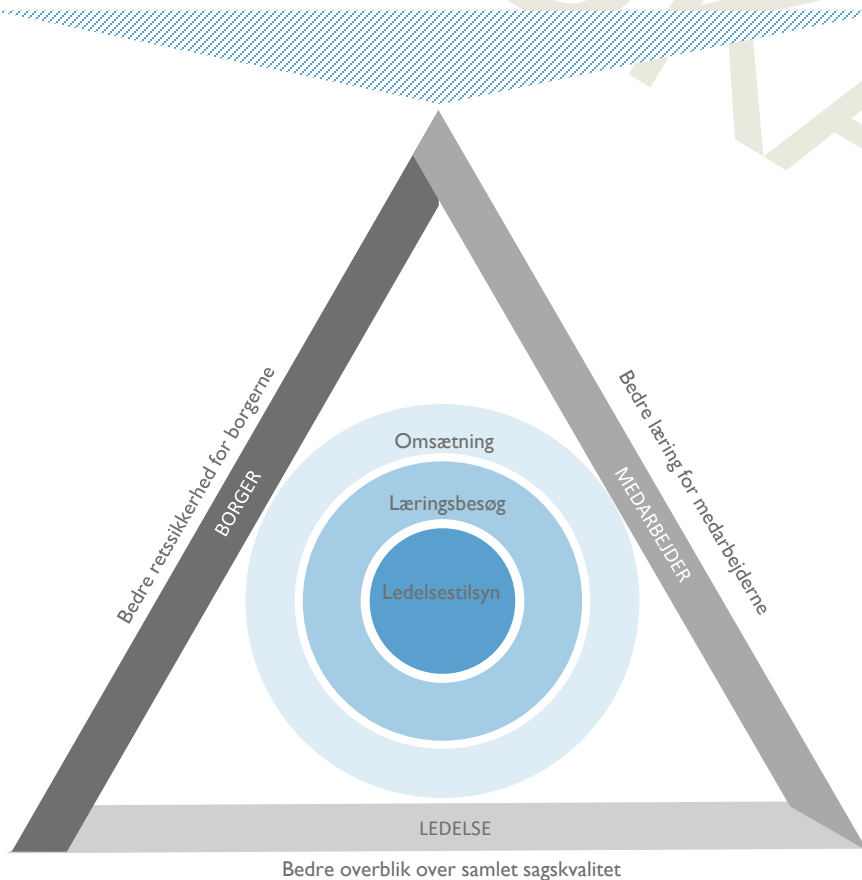 Bedre retssikkerhed for borgerne
BORGER
Bedre læring for medarbejderne
MEDARBEJDER
Omsætning
Læringsbesøg
Ledelsestilsyn
LEDELSE
Bedre overblik over samlet sagskvalitet